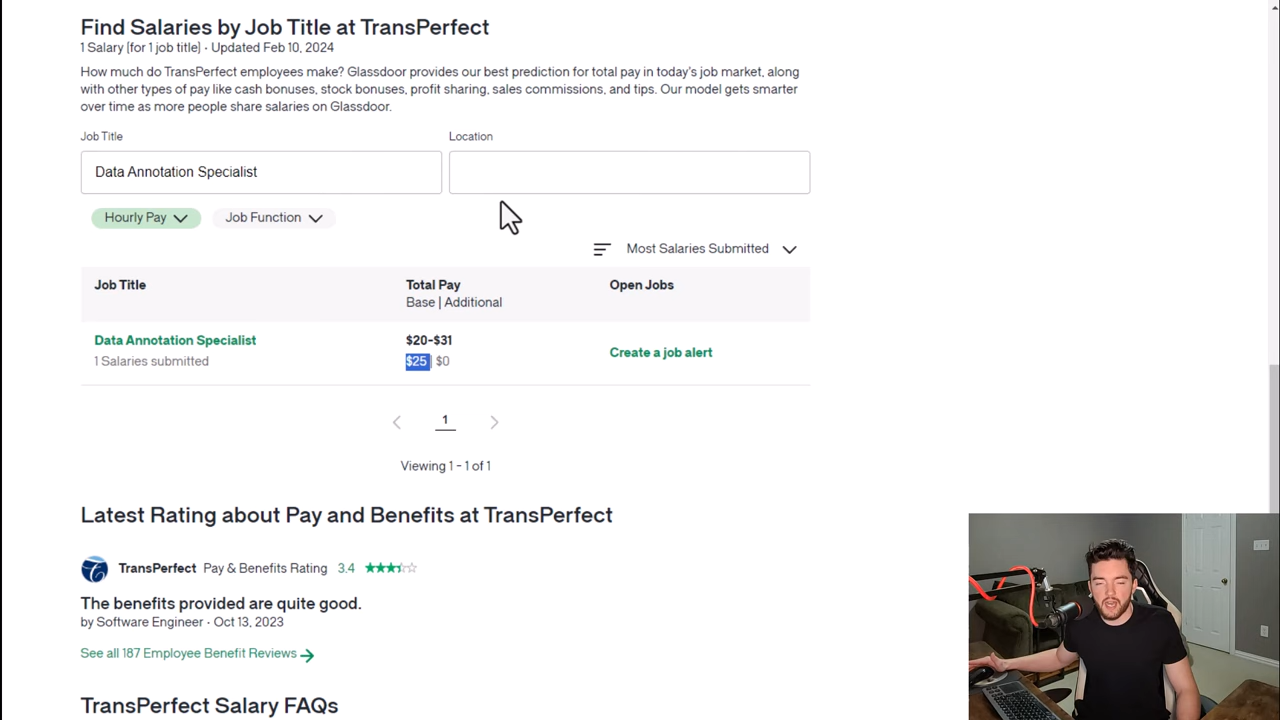 Find Salaries by Job Title at TransPerfect
1 Salary (for 1 job title) • Updated Feb 10, 2024
How much do TransPerfect employees make? Glassdoor provides our best prediction for total pay in today's job market, along
with other types of pay like cash bonuses, stock bonuses, profit sharing, sales commissions, and tips. Our model gets smarter
over time as more people share salaries on Glassdoor.
Job Title
Location
Data Annotation Specialist
Hourly Pay
Job Function
Most Salaries Submitted
Job Title
Total Pay
Base | Additional
Open Jobs
Data Annotation Specialist
1 Salaries submitted
$20-$31
$25 | $0
Create a job alert
1
Viewing 1 - 1 of 1
Latest Rating about Pay and Benefits at TransPerfect
TransPerfect Pay & Benefits Rating 3.4
The benefits provided are quite good.
by Software Engineer • Oct 13, 2023
See all 187 Employee Benefit Reviews
TransPerfect Salary FAQs